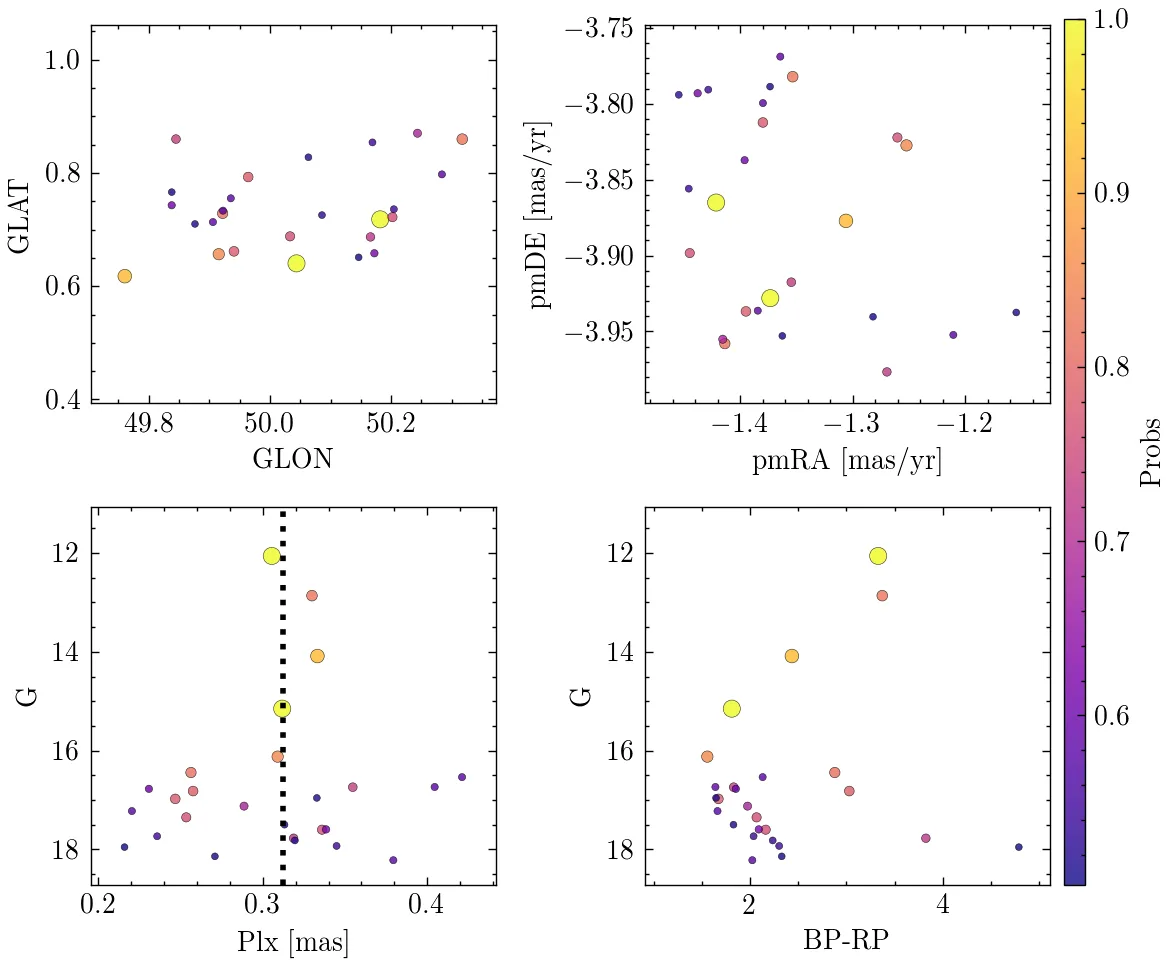 1.0
0.8
0.6
0.4
GLAT
49.8 50.0 50.2
GLON
−3.75
−3.80
−3.85
−3.90
−3.95
pmDE [mas/yr]
−1.4 −1.3 −1.2
pmRA [mas/yr]
12
14
16
18
G
0.2 0.3 0.4
Plx [mas]
12
14
16
18
G
2 4
BP-RP
1.0
0.9
0.8
0.7
0.6
Probs